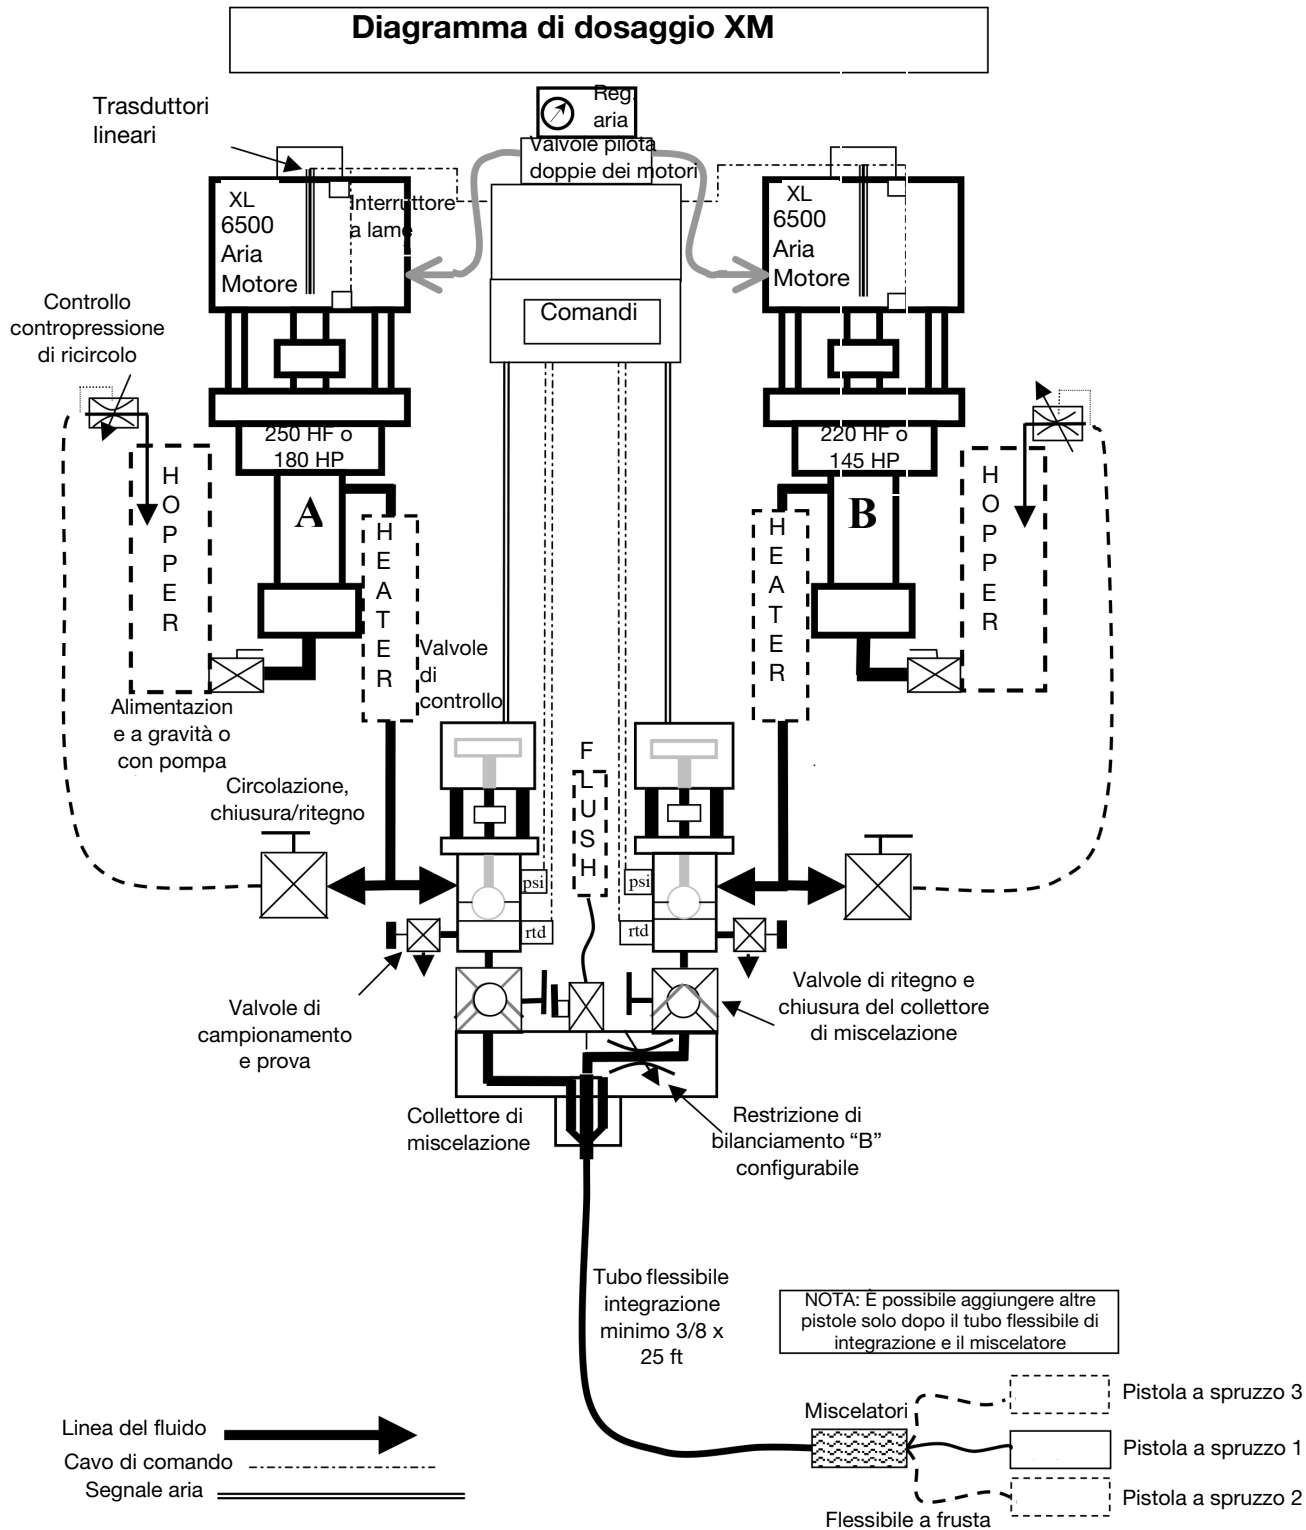 Diagramma di dosaggio XM
Reg.
aria
Trasduttori
lineari
Valvole pilota
doppie dei motori
XL
6500
Aria
Motore
Interruttore
a lame
XL
6500
Aria
Motore
Comandi
Controllo
contropressione
di ricircolo
250 HF o
180 HP
220 HF o
145 HP
A
B
HOPPER
HEATER
HEATER
HOPPER
Valvole
di
controllo
Alimentazion
e a gravità o
con pompa
FLUSH
Circolazione,
chiusura/ritegno
psi
psi
rtd
rtd
Valvole di
campionamento
e prova
Valvole di ritegno e
chiusura del collettore
di miscelazione
Collettore di
miscelazione
Restrizione di
bilanciamento “B”
configurabile
Tubo flessibile
integrazione
minimo 3/8 x
25 ft
NOTA: È possibile aggiungere altre
pistole solo dopo il tubo flessibile di
integrazione e il miscelatore
Pistola a spruzzo 3
Miscelatori
Pistola a spruzzo 1
Pistola a spruzzo 2
Flessibile a frusta
Linea del fluido
Cavo di comando
Segnale aria